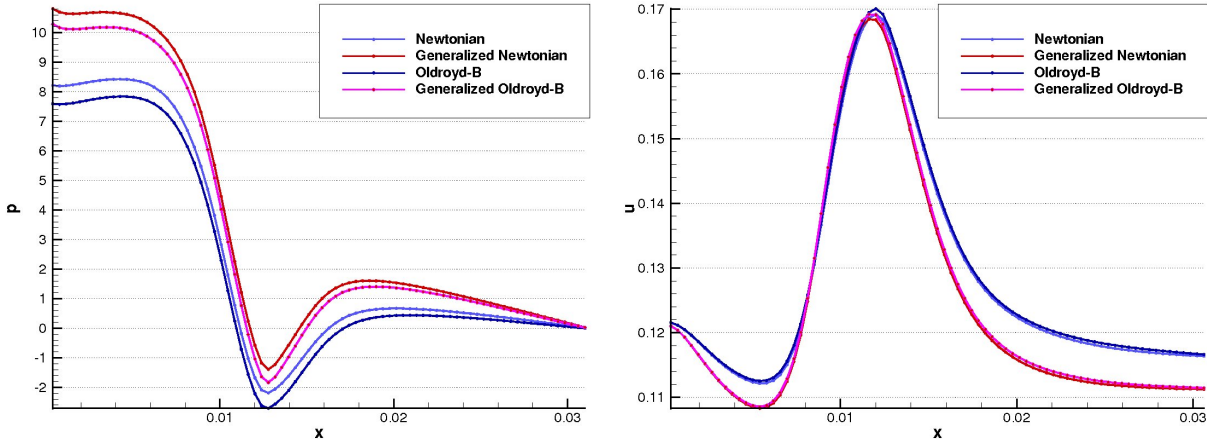 p
10
9
8
7
6
5
4
3
2
1
0
-1
-2
0.01
0.02
0.03
x
Newtonian
Generalized Newtonian
Oldroyd-B
Generalized Oldroyd-B
u
0.17
0.16
0.15
0.14
0.13
0.12
0.11
0.01
0.02
0.03
x
Newtonian
Generalized Newtonian
Oldroyd-B
Generalized Oldroyd-B